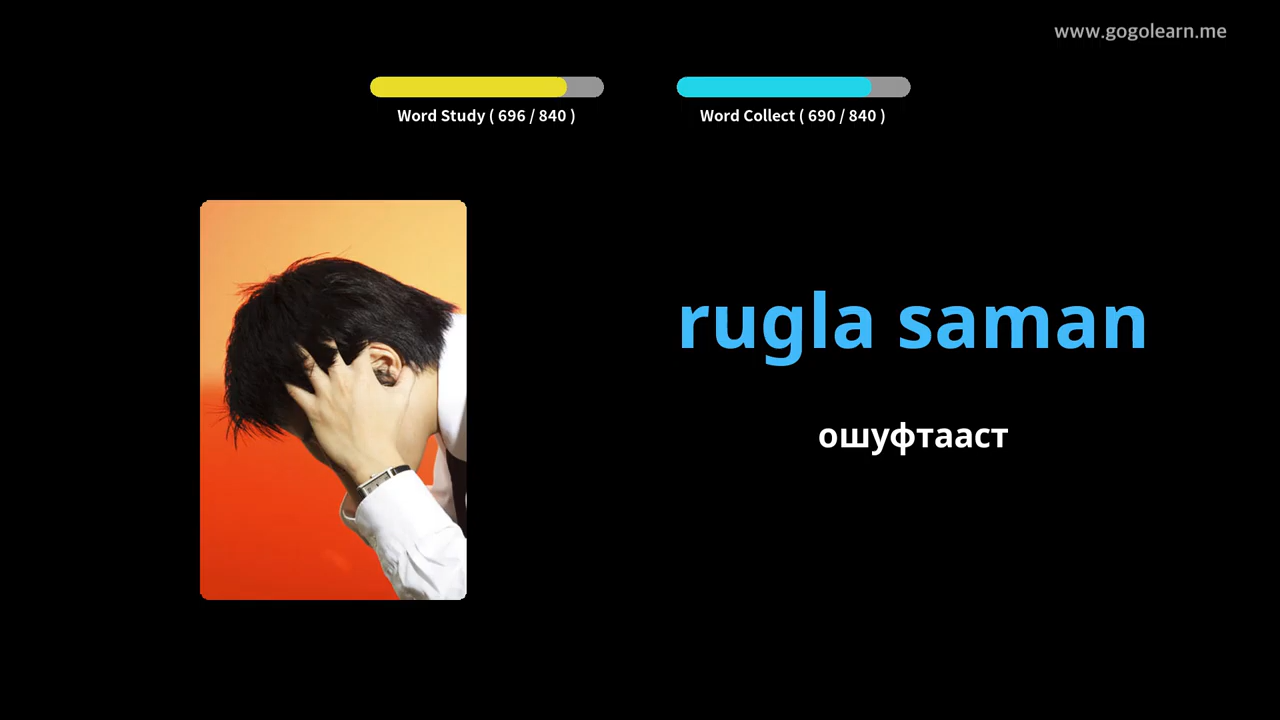 www.gogolearn.me
Word Study ( 696 / 840 )
Word Collect ( 690 / 840 )
rugla saman
ошуфтааст